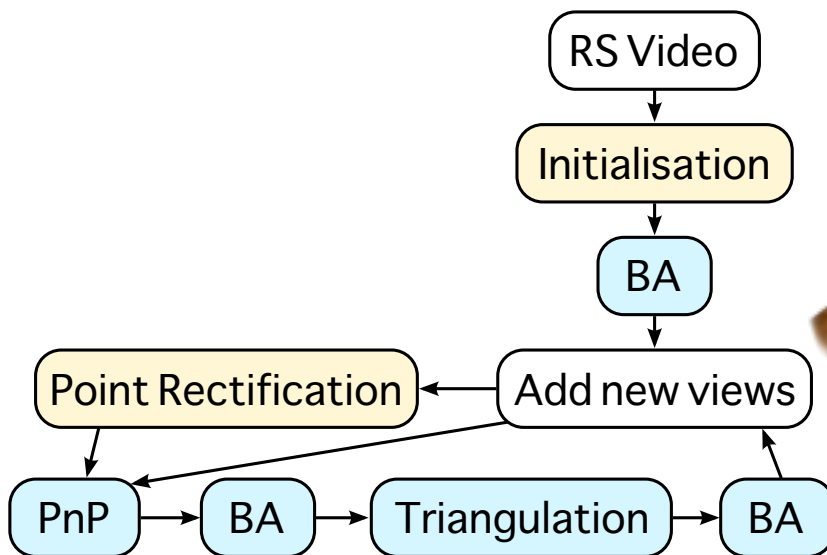 RS Video
Initialisation
BA
Point Rectification
Add new views
PnP
BA
Triangulation
BA